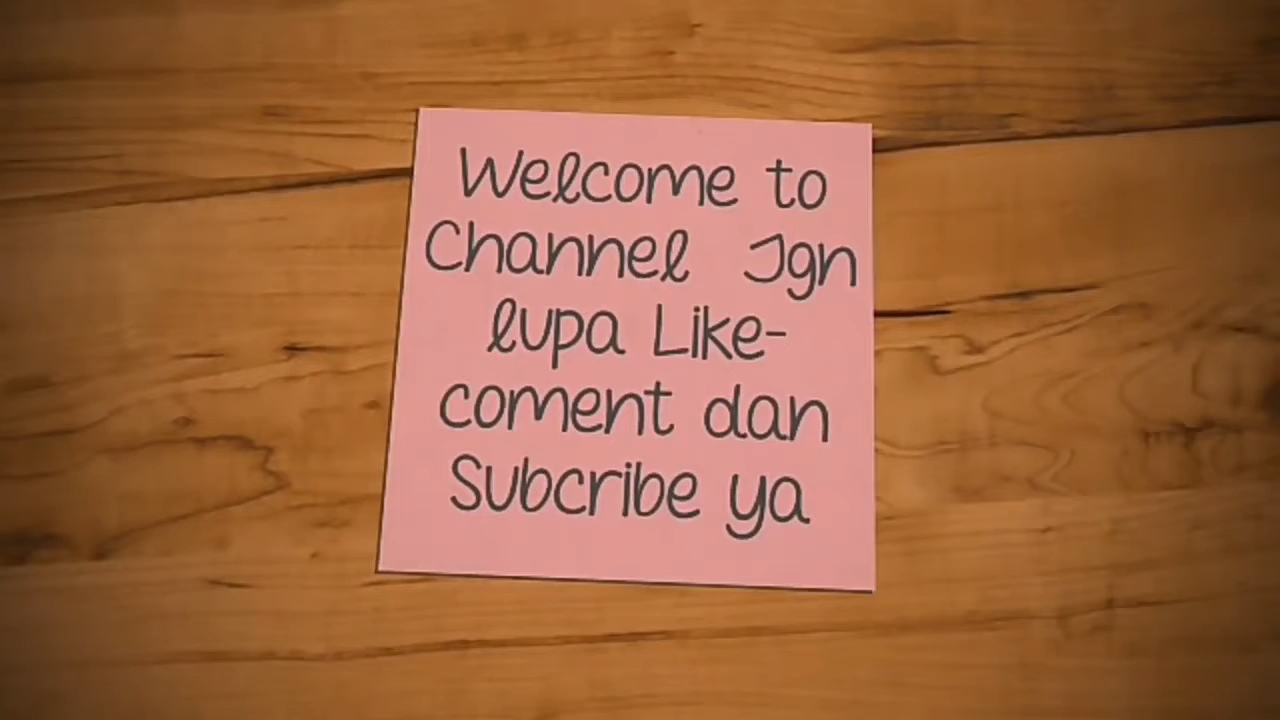 Welcome to
Channel Jgn
lupa Like-
coment dan
Subcribe ya